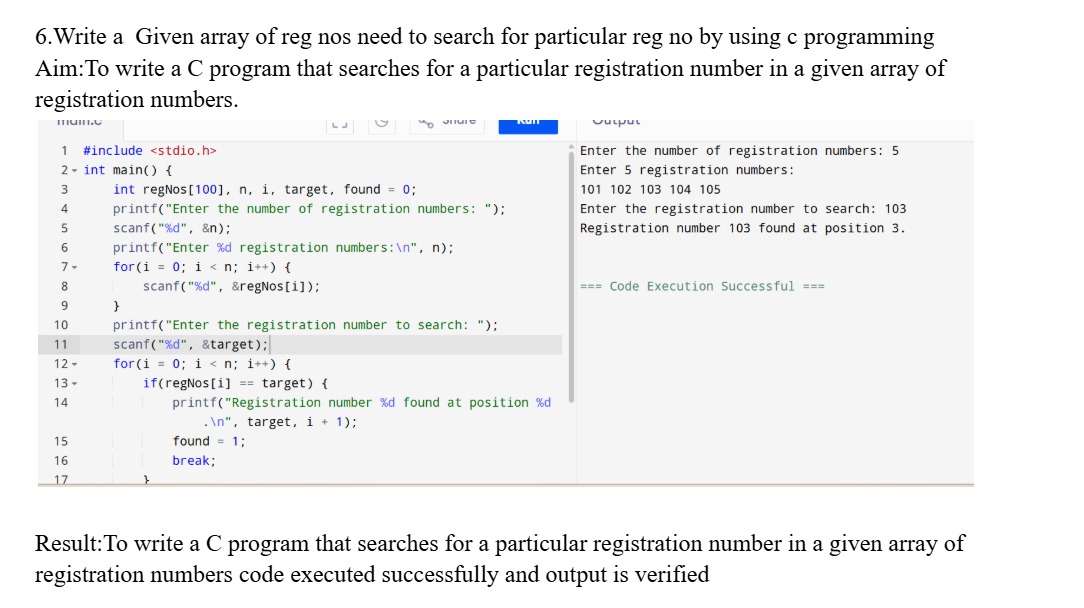 6.Write a  Given array of reg nos need to search for particular reg no by using c programming
Aim:To write a C program that searches for a particular registration number in a given array of
registration numbers.
main.c Share Run Output
1 #include <stdio.h>
2 int main() {
3 int regNos[100], n, i, target, found = 0;
4 printf("Enter the number of registration numbers: ");
5 scanf("%d", &n);
6 printf("Enter %d registration numbers:\n", n);
7 for(i = 0; i < n; i++) {
8 scanf("%d", &regNos[i]);
9 }
10 printf("Enter the registration number to search: ");
11 scanf("%d", &target);
12 for(i = 0; i < n; i++) {
13 if(regNos[i] == target) {
14 printf("Registration number %d found at position %d
.\n", target, i + 1);
15 found = 1;
16 break;
17 }
Enter the number of registration numbers: 5
Enter 5 registration numbers:
101 102 103 104 105
Enter the registration number to search: 103
Registration number 103 found at position 3.
=== Code Execution Successful ===
Result:To write a C program that searches for a particular registration number in a given array of
registration numbers code executed successfully and output is verified